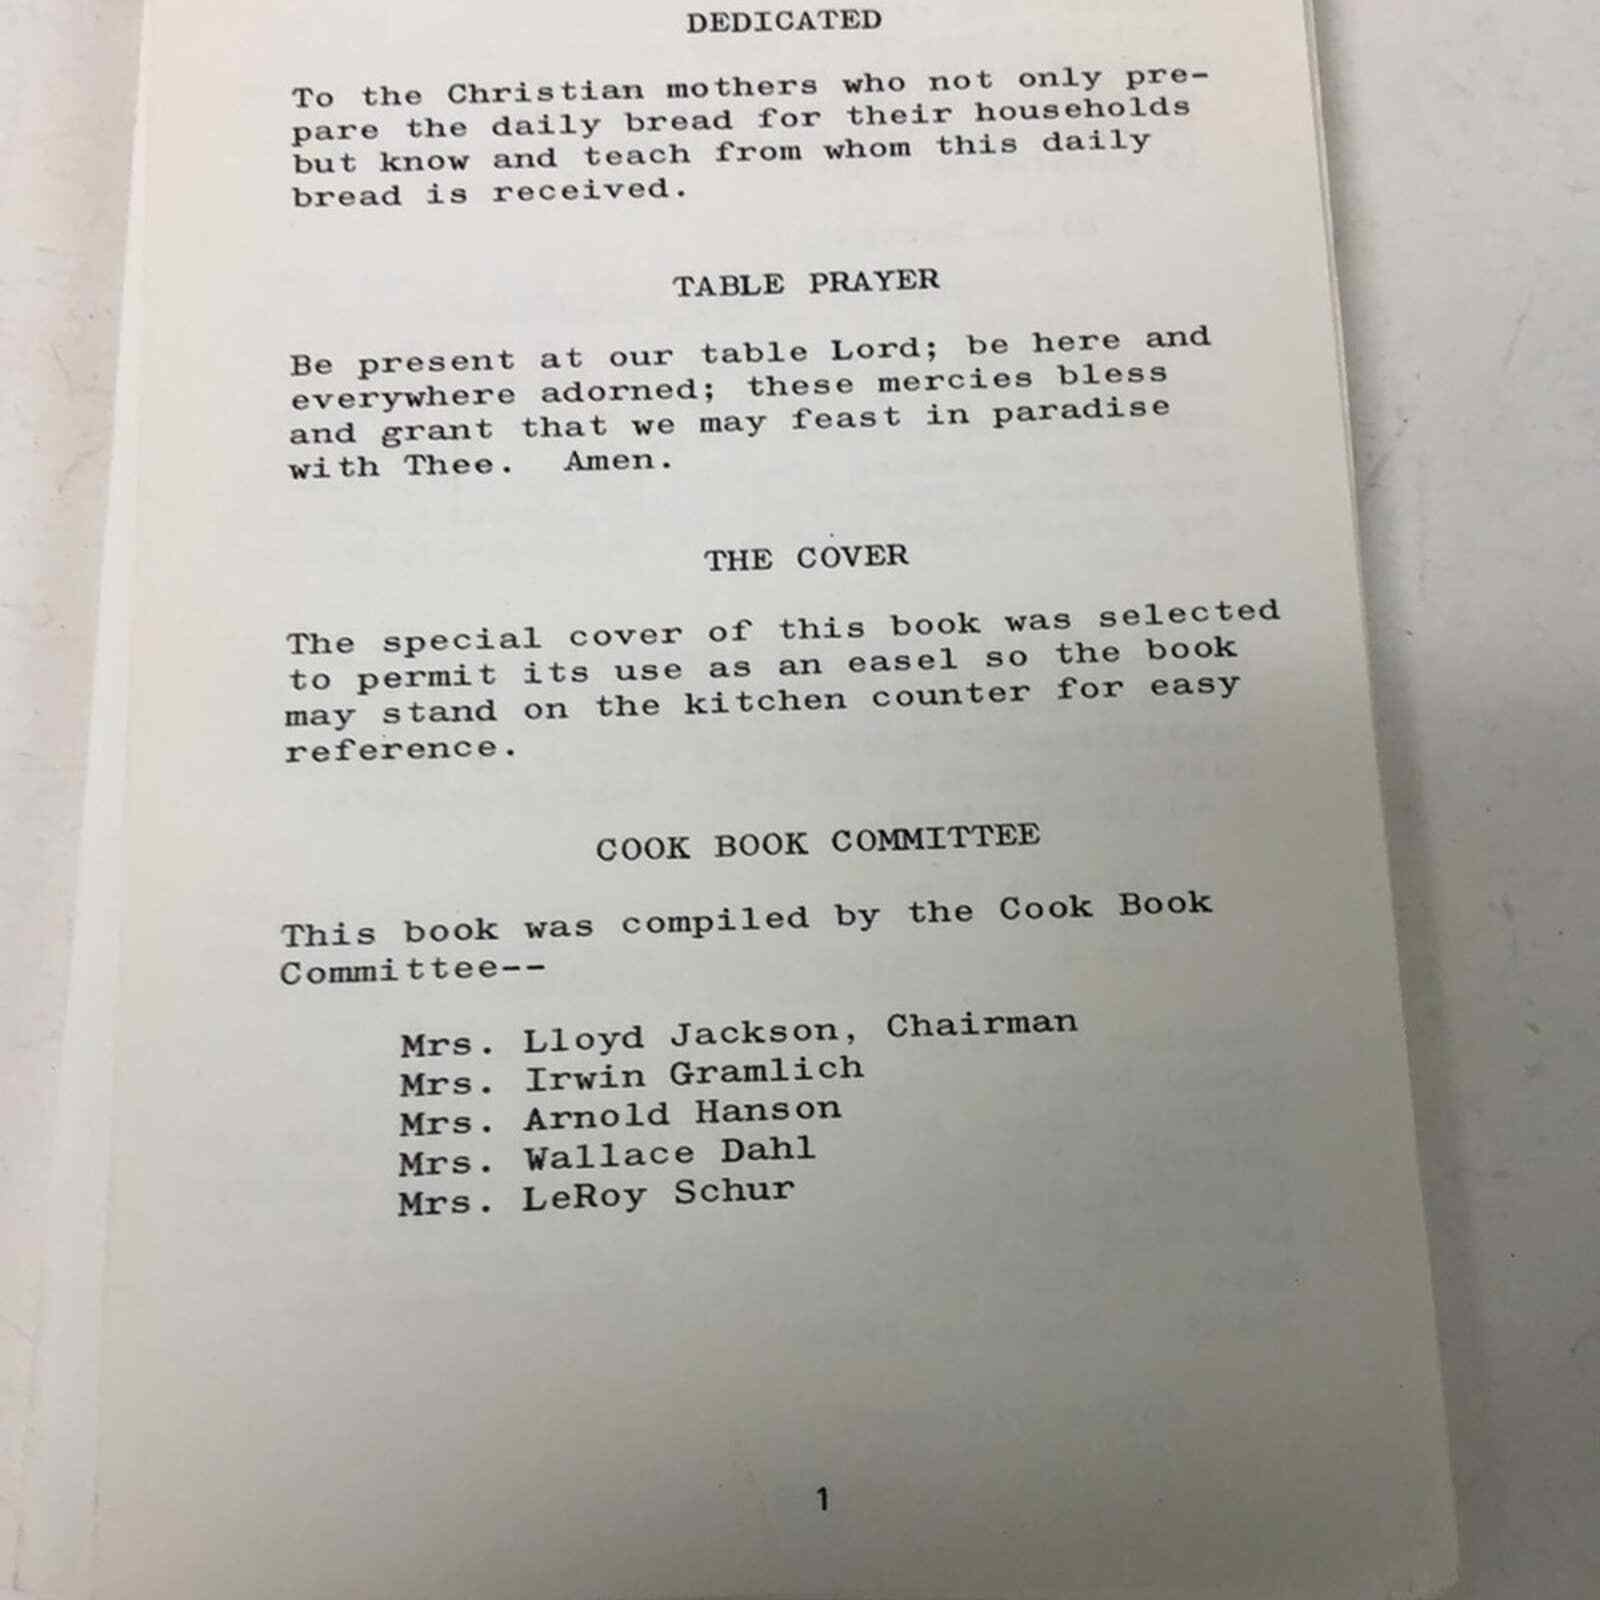 DEDICATED
To the Christian mothers who not only pre-
pare the daily bread for their households
but know and teach from whom this daily
bread is received.
TABLE PRAYER
Be present at our table Lord; be here and
everywhere adorned; these mercies bless
and grant that we may feast in paradise
with Thee.  Amen.
THE COVER
The special cover of this book was selected
to permit its use as an easel so the book
may stand on the kitchen counter for easy
reference.
COOK BOOK COMMITTEE
This book was compiled by the Cook Book
Committee--
Mrs. Lloyd Jackson, Chairman
Mrs. Irwin Gramlich
Mrs. Arnold Hanson
Mrs. Wallace Dahl
Mrs. LeRoy Schur
1